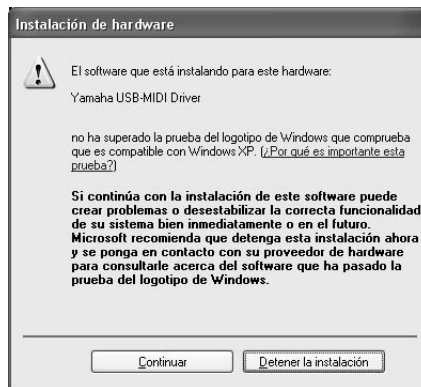 Instalación de hardware
El software que está instalando para este hardware:
Yamaha USB-MIDI Driver
no ha superado la prueba del logotipo de Windows que comprueba
que es compatible con Windows XP. (¿Por qué es importante esta
prueba?)
Si continúa con la instalación de este software puede
crear problemas o desestabilizar la correcta funcionalidad
de su sistema bien inmediatamente o en el futuro.
Microsoft recomienda que detenga esta instalación ahora
y se ponga en contacto con su proveedor de hardware
para consultarle acerca del software que ha pasado la
prueba del logotipo de Windows.
Continuar
Detener la instalación